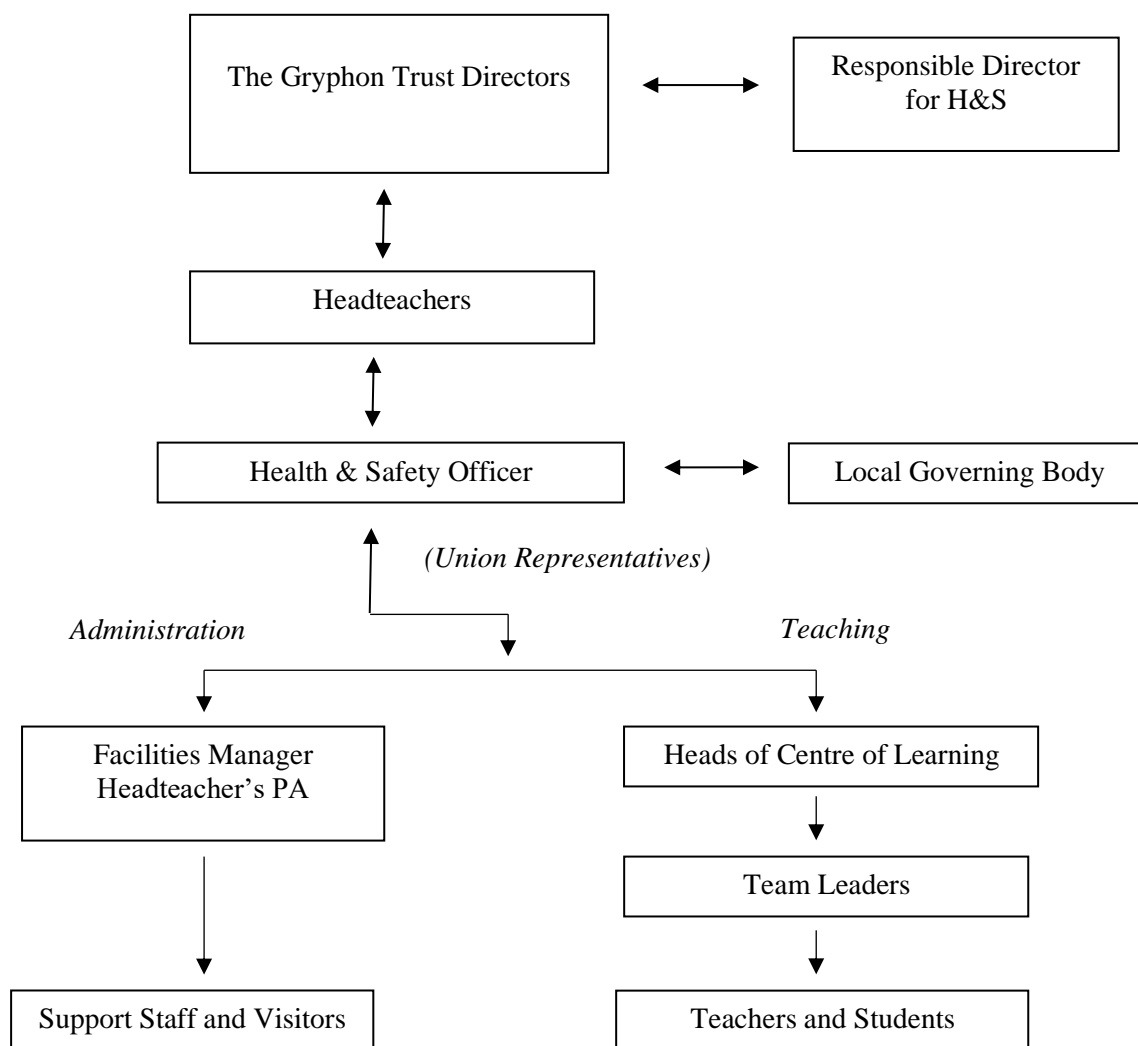 The Gryphon Trust Directors
Responsible Director
for H&S
Headteachers
Health & Safety Officer
Local Governing Body
(Union Representatives)
Administration
Teaching
Facilities Manager
Headteacher’s PA
Heads of Centre of Learning
Team Leaders
Support Staff and Visitors
Teachers and Students